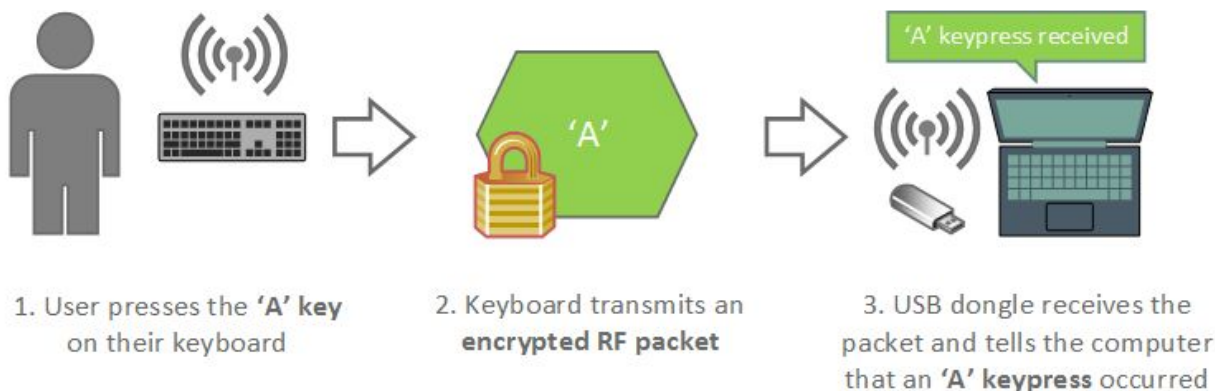 ‘A’ keypress received
‘A’
1. User presses the ‘A’ key
on their keyboard
2. Keyboard transmits an
encrypted RF packet
3. USB dongle receives the
packet and tells the computer
that an ‘A’ keypress occurred